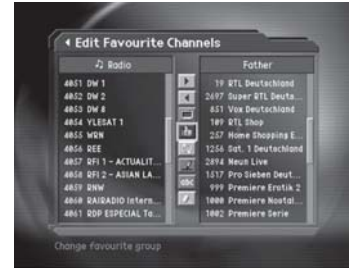 Edit Favourite Channels
Radio
4051 DW 1
4052 DW 2
4053 DW 8
4054 YLESAT 1
4055 WRN
4056 REE
4057 RFI 1 - ACTUALIT...
4058 RFI 2 - ASIAN LA...
4059 RNW
4060 RAIRADIO Intern...
4061 RDP ESPECIAL Ta...
abc
Father
19 RTL Deutschland
2697 Super RTL Deuts...
851 Vox Deutschland
109 RTL Shop
257 Home Shopping E...
1256 Sat. 1 Deutschland
2894 Neun Live
1517 Pro Sieben Deut...
999 Premiere Erotik 2
1000 Premiere Nostal...
1002 Premiere Serie
Change favourite group